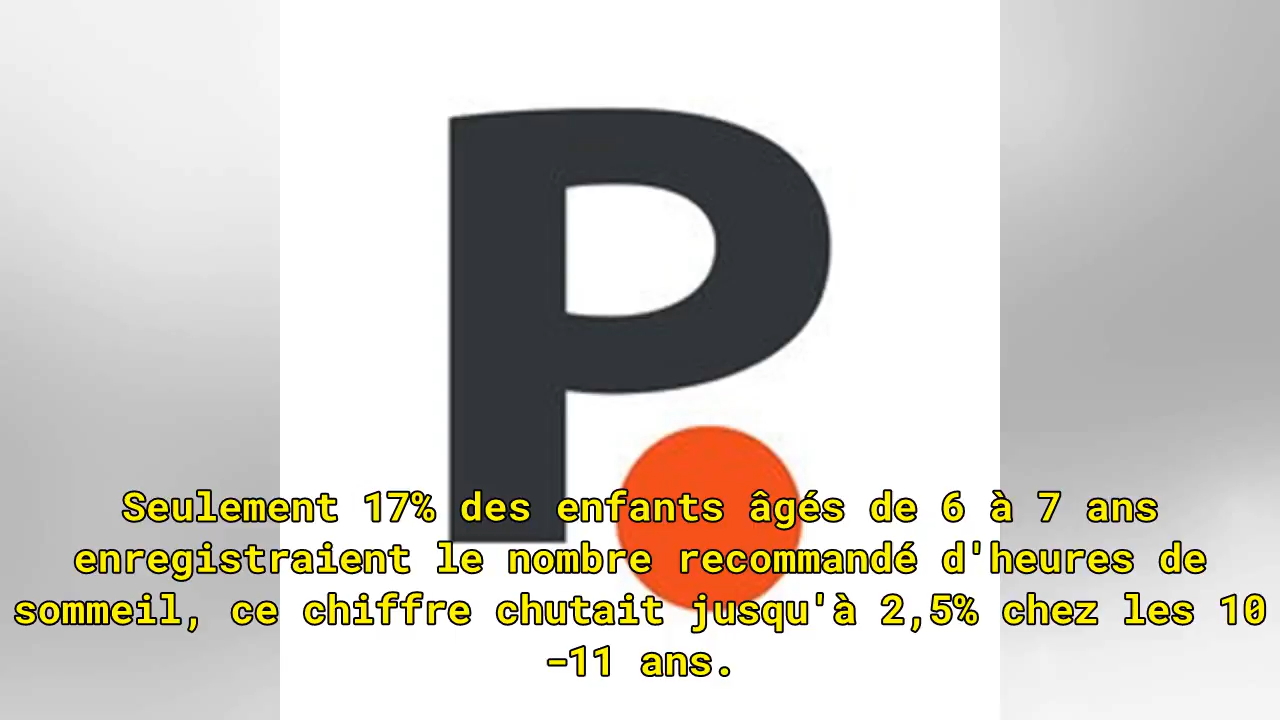 P.
Seulement 17% des enfants âgés de 6 à 7 ans
enregistraient le nombre recommandé d'heures de
sommeil, ce chiffre chutait jusqu'à 2,5% chez les 10
-11 ans.